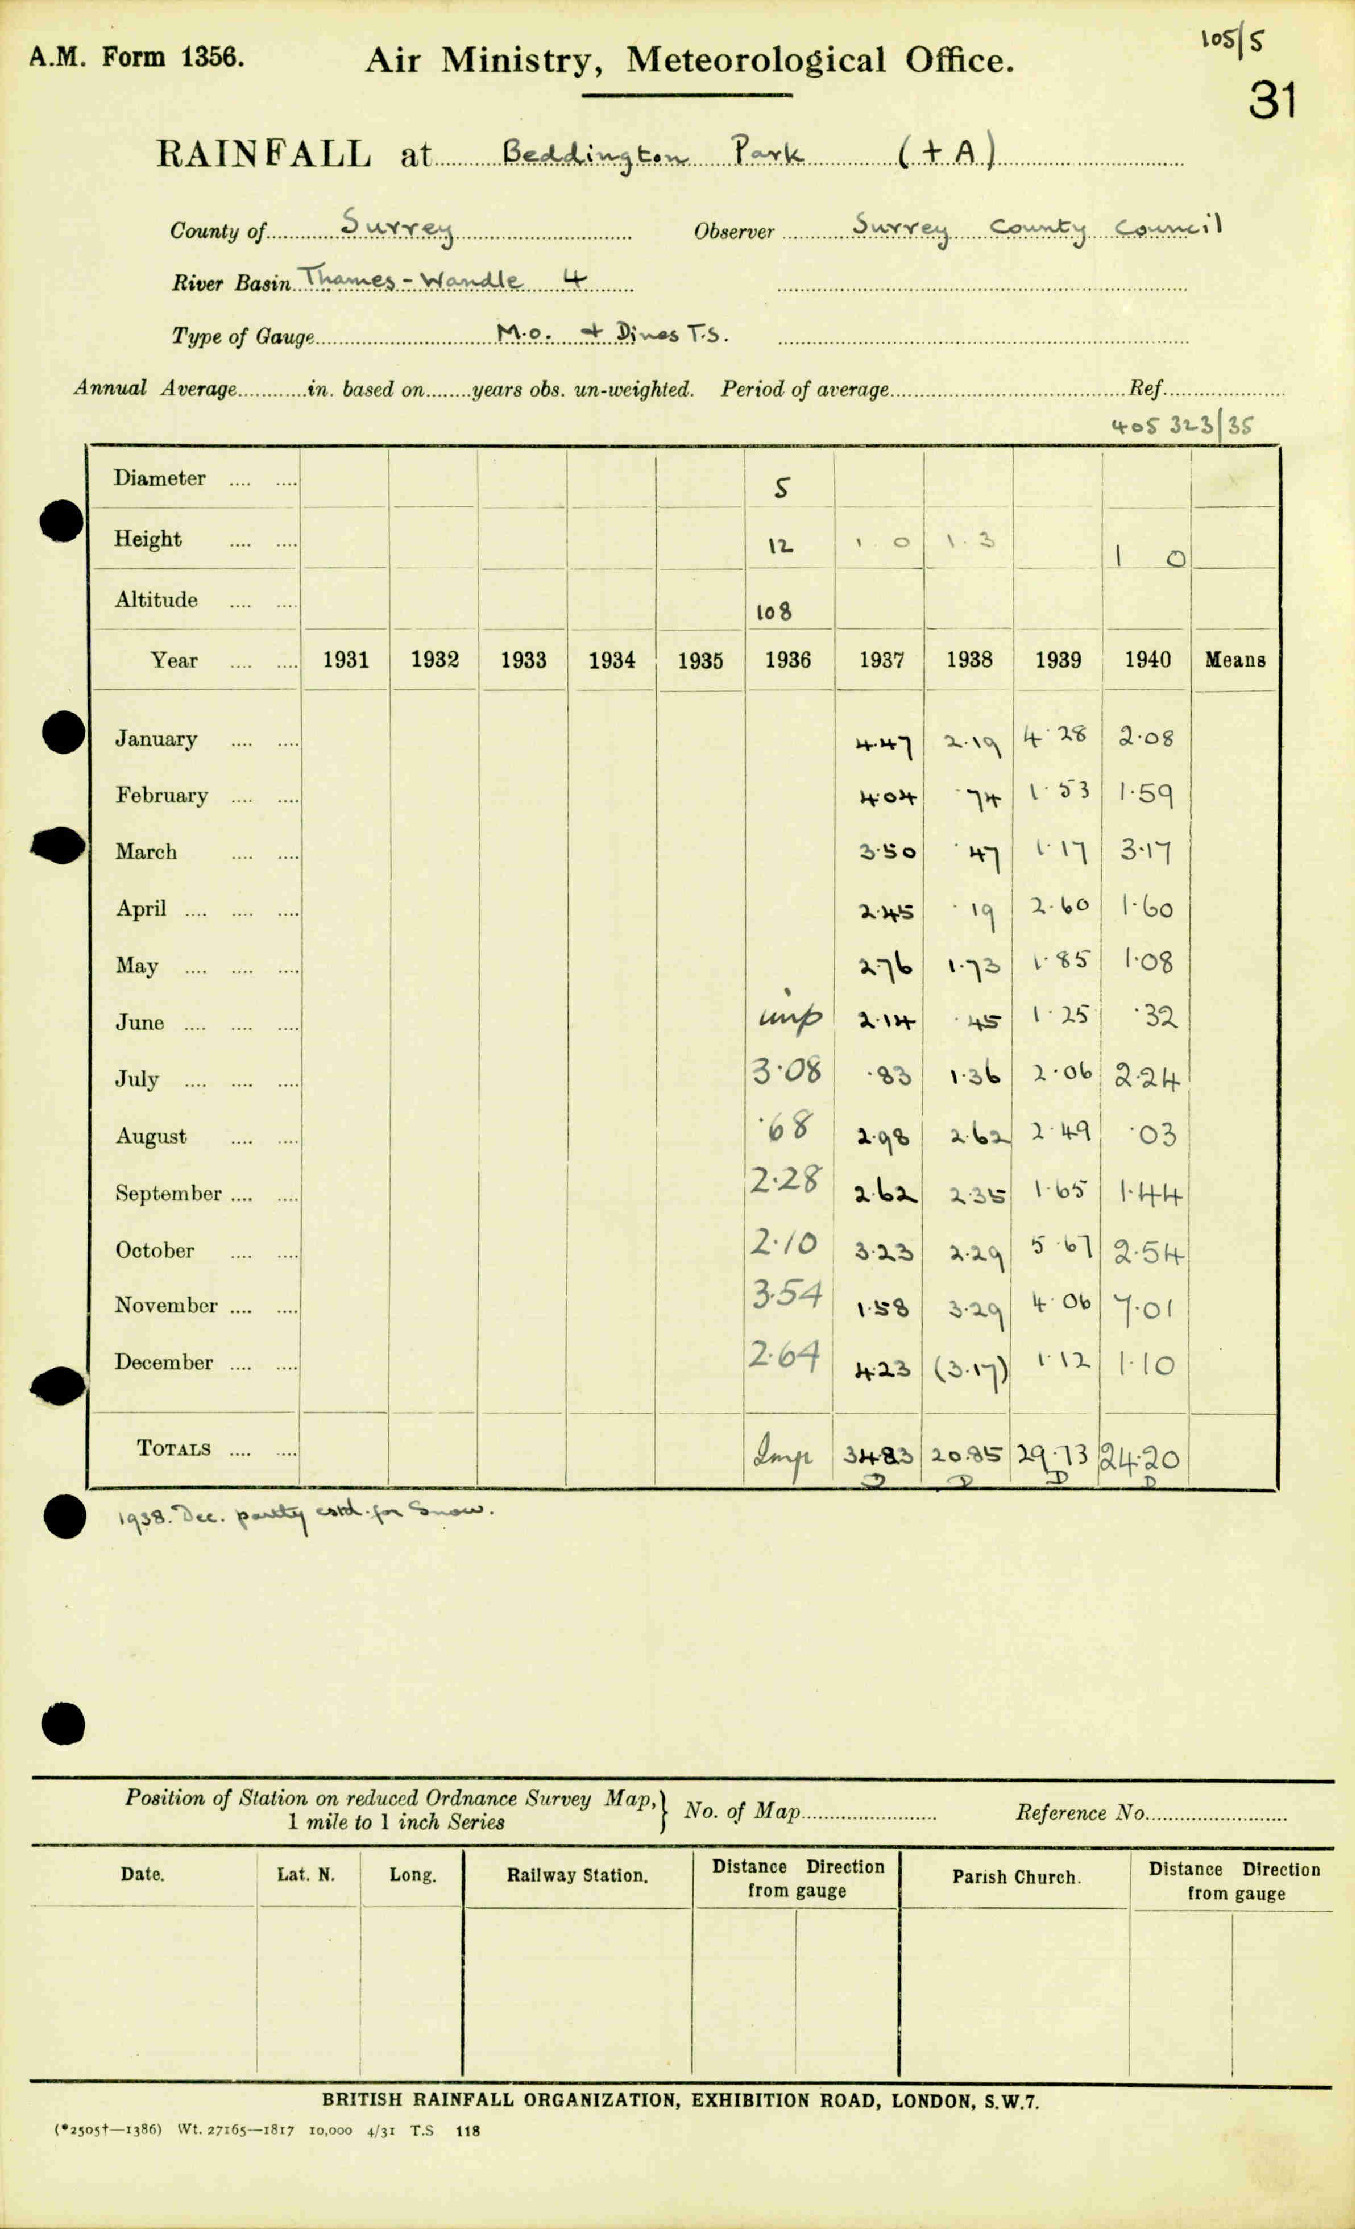 105/5
A.M. Form 1356. Air Ministry, Meteorological Office.
31
RAINFALL at Beddington Park (+ A)
County of Surrey Observer Surrey County Council
River Basin Thames - Wandle 4
Type of Gauge M.O. + Dines T.S.
Annual Average in. based on years obs. un-weighted. Period of average Ref.
405 323/35
Diameter 5
Height 12 1 0 1.3 1 0
Altitude 108
Year 1931 1932 1933 1934 1935 1936 1937 1938 1939 1940 Means
January 4.47 2.19 4.28 2.08
February 4.04 .74 1.53 1.59
March 3.50 .47 1.17 3.17
April 2.45 .19 2.60 1.60
May 2.76 1.73 1.85 1.08
June imp 2.14 .45 1.25 .32
July 3.08 .83 1.36 2.06 2.24
August .68 2.98 2.62 2.49 .03
September 2.28 2.62 2.35 1.65 1.44
October 2.10 3.23 2.29 5.67 2.54
November 3.54 1.58 3.29 4.06 7.01
December 2.64 4.23 (3.17) 1.12 1.10
TOTALS Imp 34.83 20.85 29.73 24.20
D D D D
1938. Dec. partly estd. for Snow.
Position of Station on reduced Ordnance Survey Map, } No. of Map Reference No.
1 mile to 1 inch Series
Date. Lat. N. Long. Railway Station. Distance Direction from gauge Parish Church. Distance Direction from gauge
BRITISH RAINFALL ORGANIZATION, EXHIBITION ROAD, LONDON, S.W.7.
(*2505†—1386) Wt. 27165—1817 10,000 4/31 T.S 118